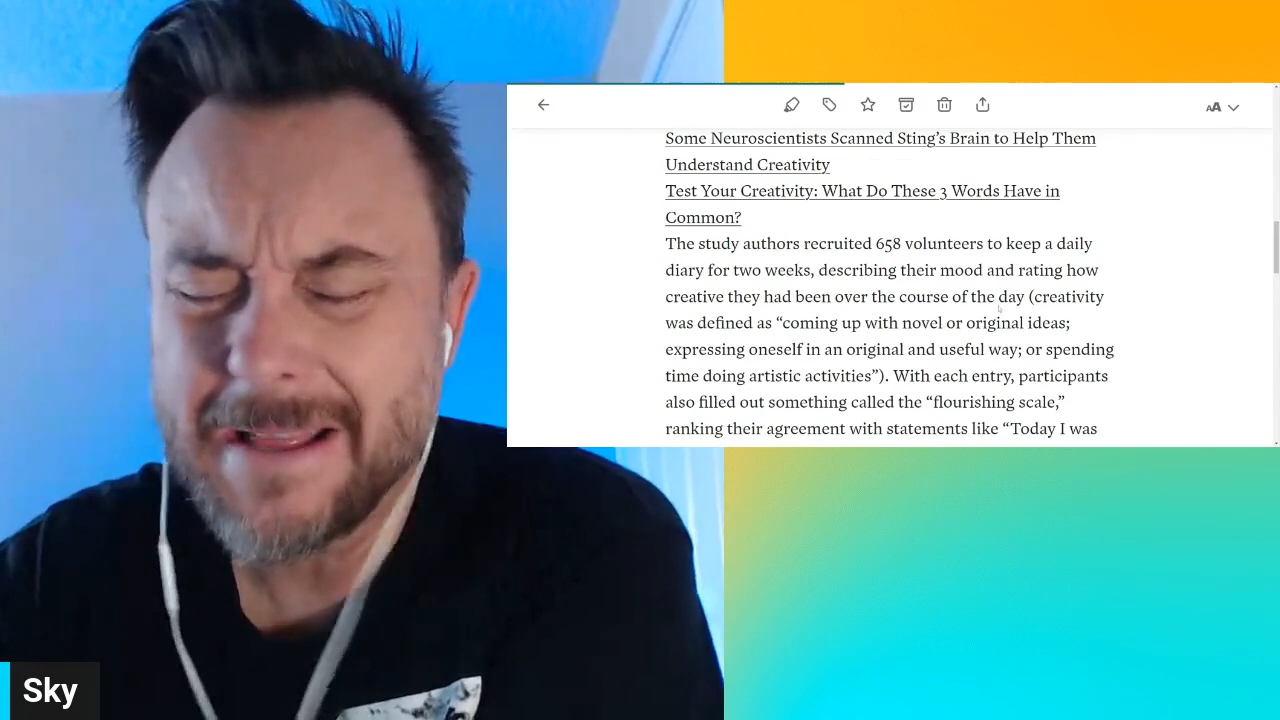 AA
Some Neuroscientists Scanned Sting’s Brain to Help Them
Understand Creativity
Test Your Creativity: What Do These 3 Words Have in
Common?
The study authors recruited 658 volunteers to keep a daily
diary for two weeks, describing their mood and rating how
creative they had been over the course of the day (creativity
was defined as “coming up with novel or original ideas;
expressing oneself in an original and useful way; or spending
time doing artistic activities”). With each entry, participants
also filled out something called the “flourishing scale,”
ranking their agreement with statements like “Today I was
Sky